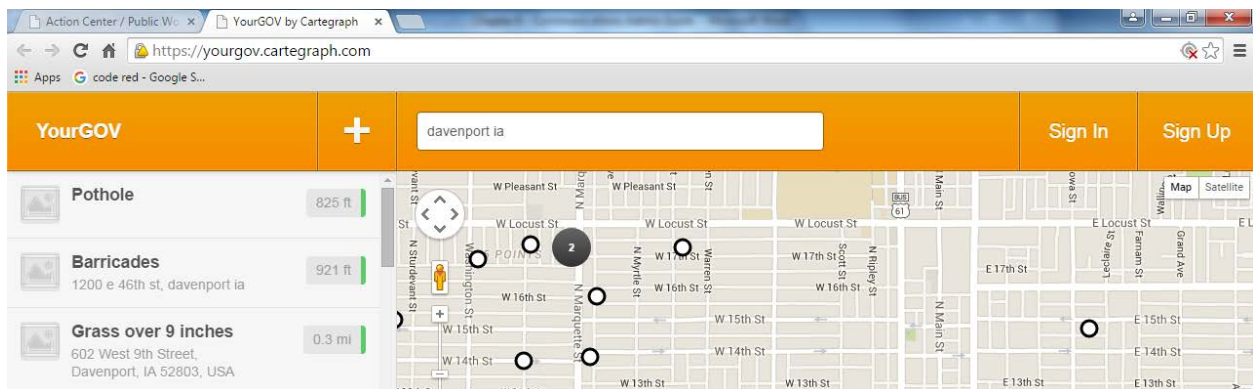 Action Center / Public Wo
YourGOV by Cartegraph
https://yourgov.cartegraph.com
Apps
code red - Google S...
YourGOV
+
davenport ia
Sign In
Sign Up
Pothole
825 ft
Barricades
921 ft
1200 e 46th st, davenport ia
Grass over 9 inches
0.3 mi
602 West 9th Street,
Davenport, IA 52803, USA
Map
Satellite
W Pleasant St
W Pleasant St
N Marq
Main St
BUS
61
St
W Locust St
W Locust St
W Locust St
E Locust St
E L
N Sturdevant St
Washington St
POINTS
2
N Myrtle St
W 17th St
Warren St
W 17th St
Scott St
N Ripley St
E 17th St
Leclaire St
Farnam St
Grand Ave
W 16th St
W 16th St
W 16th St
N Marquette St
N Main St
W 15th St
W 15th St
E 15th St
W 14th St
W 14th St
E 14th St
W 13th St
W 13th St
E 13th St
E 13th St